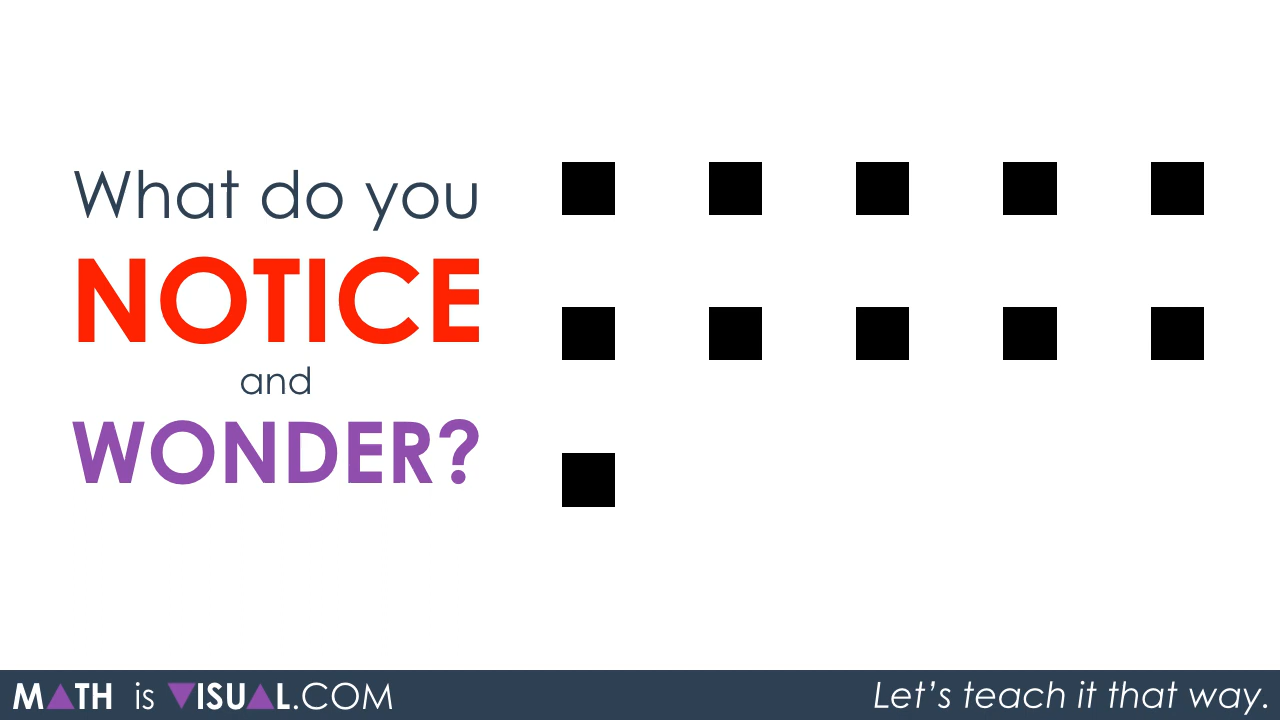 What do you
NOTICE
and
WONDER?
MATH is VISUAL.COM
Let's teach it that way.